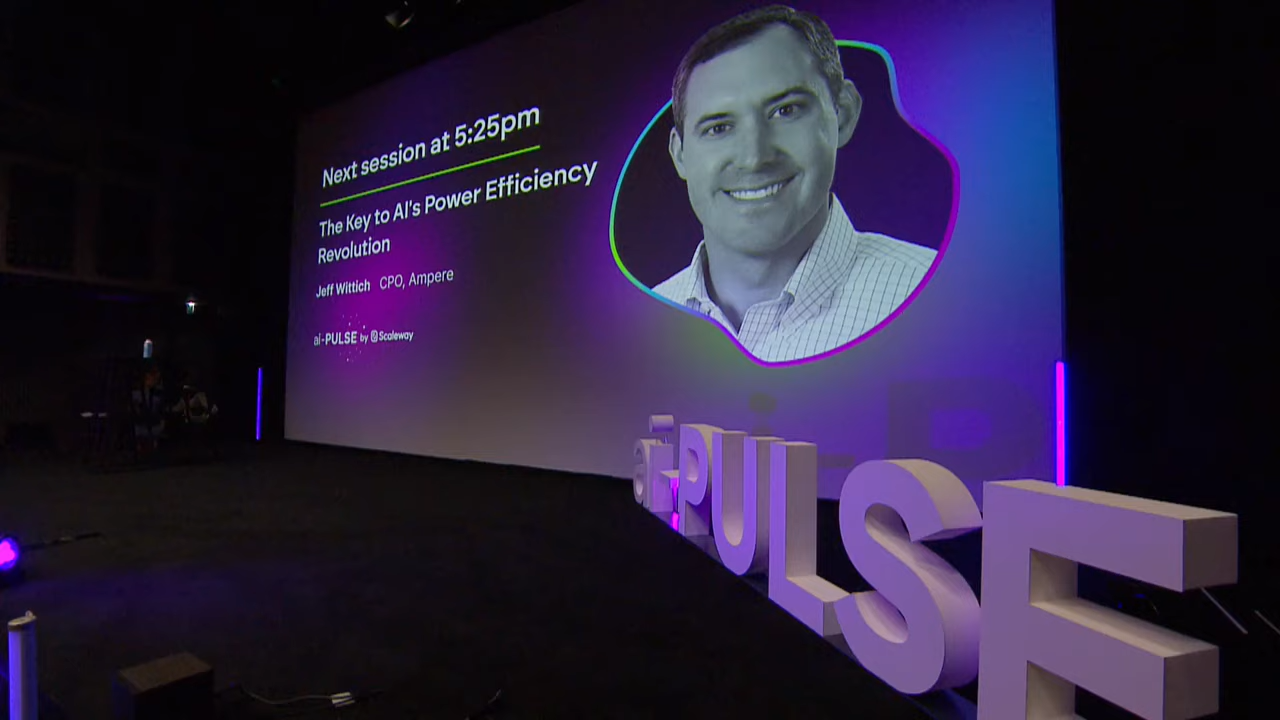 Next session at 5:25pm
The Key to AI's Power Efficiency
Revolution
Jeff Wittich CPO, Ampere
ai-PULSE by Scaleway
ai-PULSE